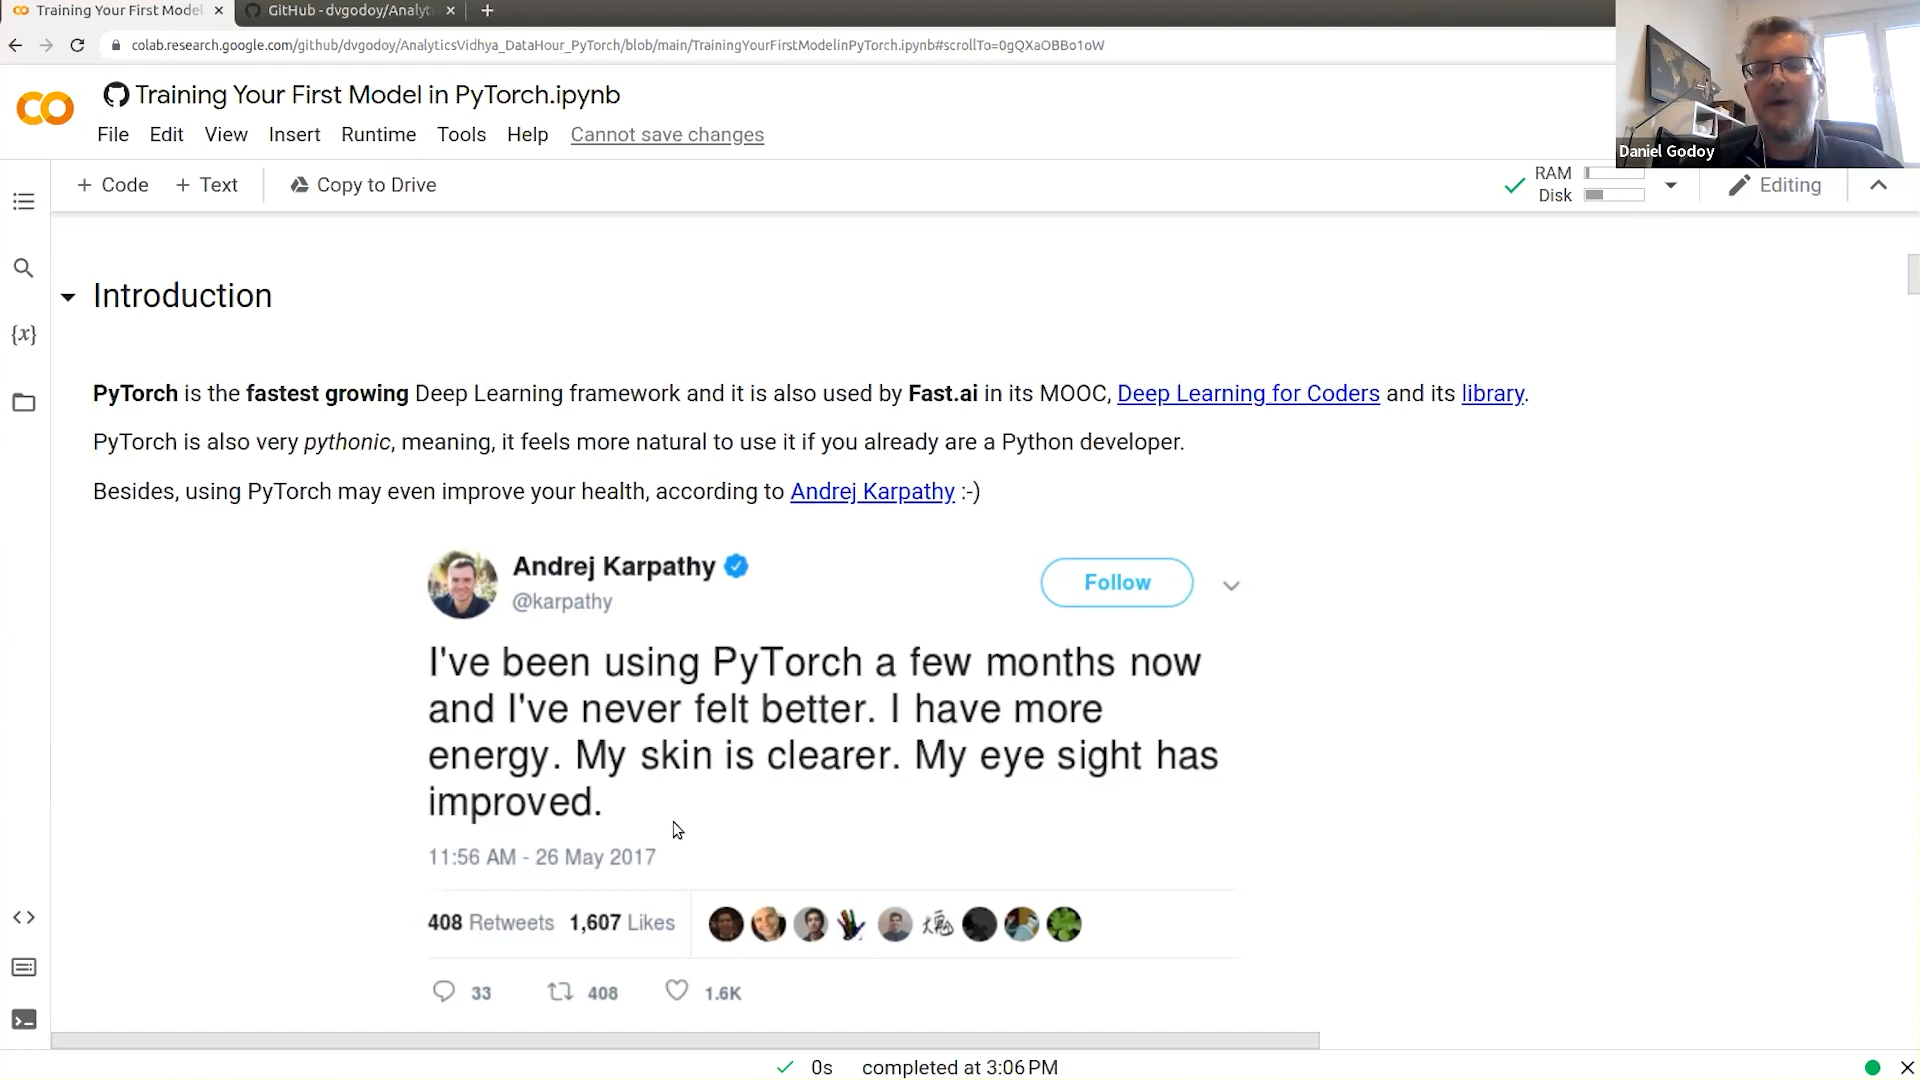 Training Your First Model
GitHub - dvgodoy/Analyt
colab.research.google.com/github/dvgodoy/AnalyticsVidhya_DataHour_PyTorch/blob/main/TrainingYourFirstModelinPyTorch.ipynb#scrollTo=0gQXaOBBo1oW
Training Your First Model in PyTorch.ipynb
File Edit View Insert Runtime Tools Help Cannot save changes
Daniel Godoy
+ Code + Text Copy to Drive
RAM
Disk
Editing
Introduction
{x}
PyTorch is the fastest growing Deep Learning framework and it is also used by Fast.ai in its MOOC, Deep Learning for Coders and its library.
PyTorch is also very pythonic, meaning, it feels more natural to use it if you already are a Python developer.
Besides, using PyTorch may even improve your health, according to Andrej Karpathy :-)
Andrej Karpathy
@karpathy
Follow
I've been using PyTorch a few months now
and I've never felt better. I have more
energy. My skin is clearer. My eye sight has
improved.
11:56 AM - 26 May 2017
408 Retweets 1,607 Likes
33 408 1.6K
0s completed at 3:06 PM